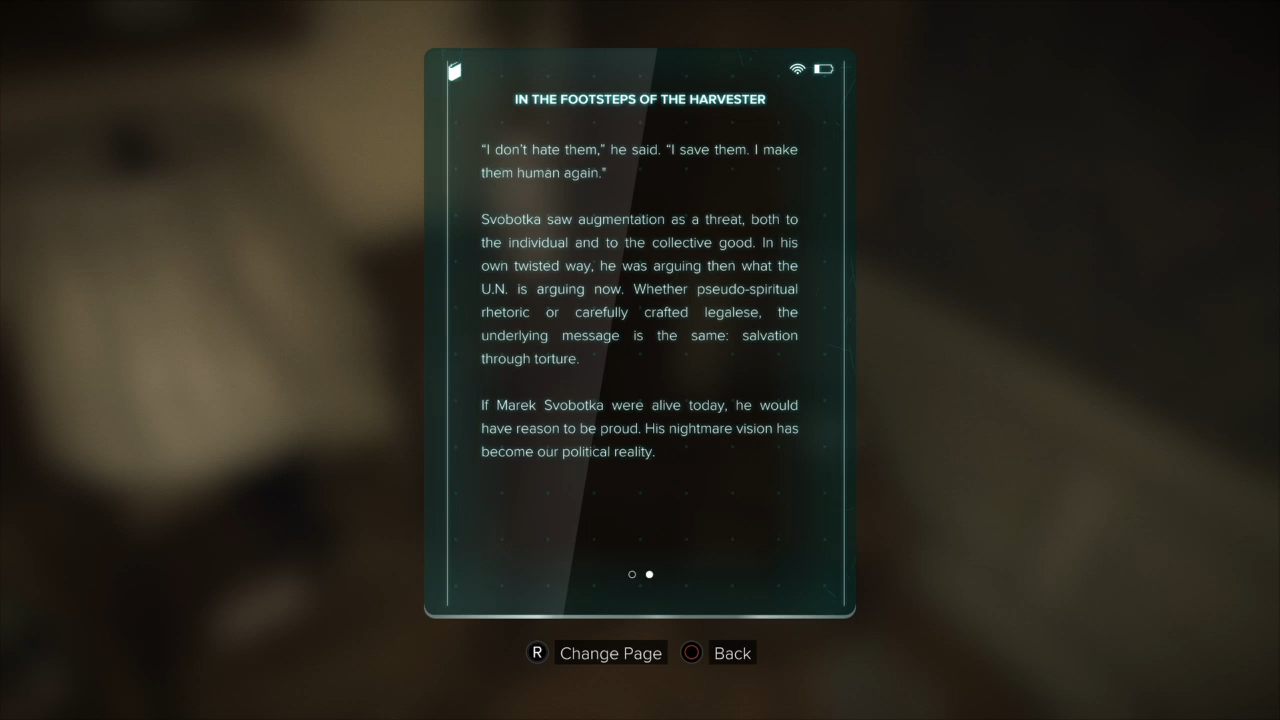 IN THE FOOTSTEPS OF THE HARVESTER
“I don't hate them,” he said. “I save them. I make
them human again."
Svobotka saw augmentation as a threat, both to
the individual and to the collective good. In his
own twisted way, he was arguing then what the
U.N. is arguing now. Whether pseudo-spiritual
rhetoric or carefully crafted legalese, the
underlying message is the same: salvation
through torture.
If Marek Svobotka were alive today, he would
have reason to be proud. His nightmare vision has
become our political reality.
R Change Page Back